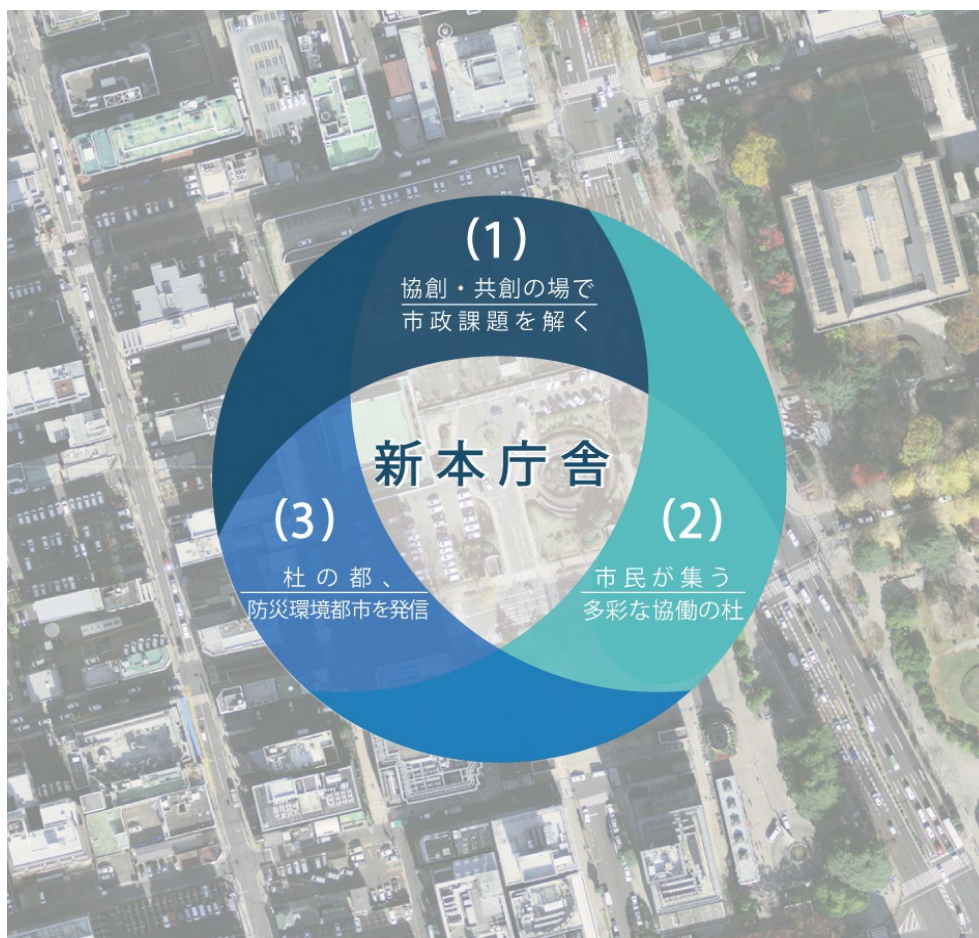 (1)
協創・共創の場で
市政課題を解く
新本庁舎
(3)
杜の都、
防災環境都市を発信
(2)
市民が集う
多彩な協働の杜